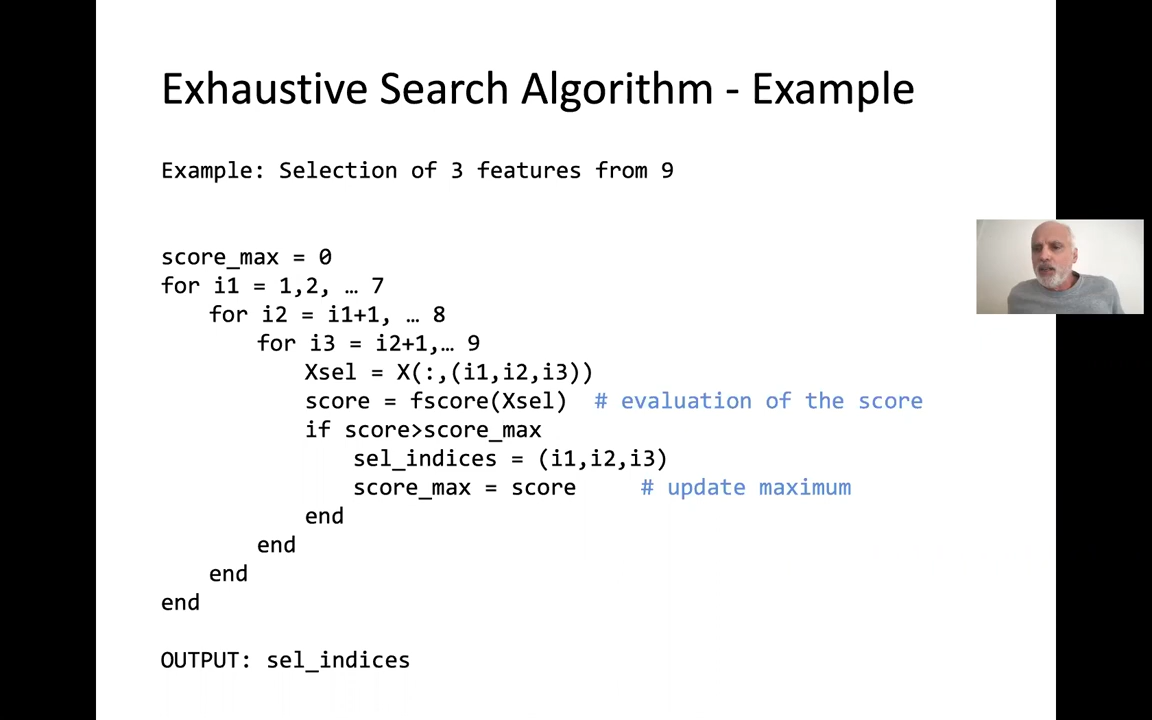 Exhaustive Search Algorithm - Example
Example: Selection of 3 features from 9
score_max = 0
for i1 = 1,2, … 7
for i2 = i1+1, … 8
for i3 = i2+1,… 9
Xsel = X(:,(i1,i2,i3))
score = fscore(Xsel) # evaluation of the score
if score>score_max
sel_indices = (i1,i2,i3)
score_max = score # update maximum
end
end
end
end
OUTPUT: sel_indices